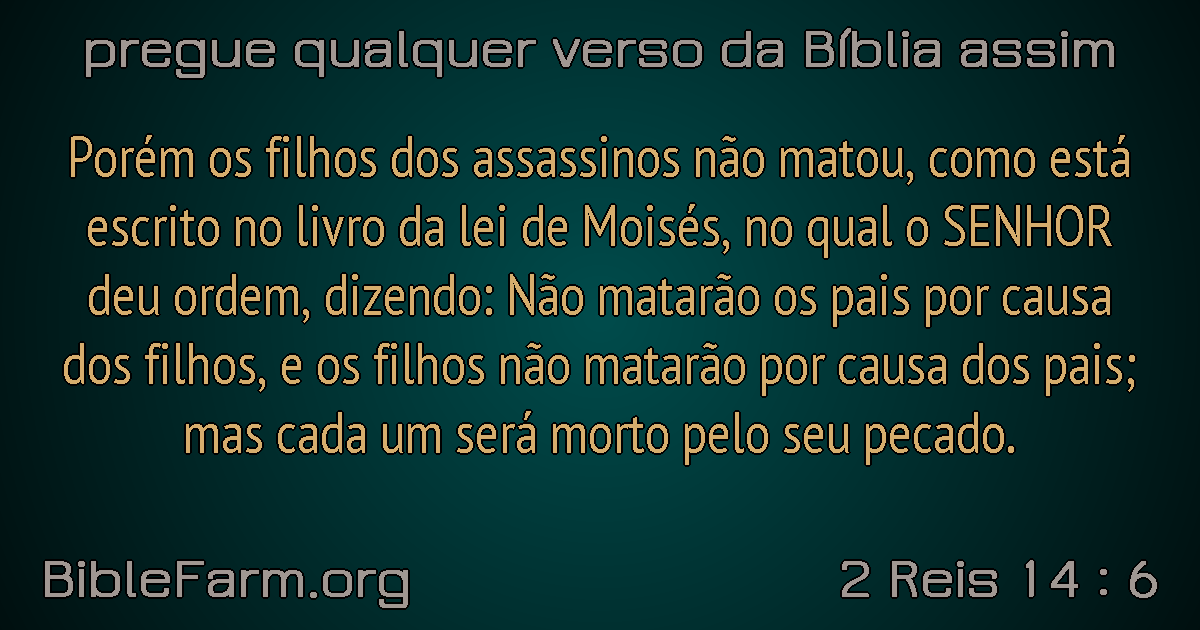 pregue qualquer verso da Bíblia assim
Porém os filhos dos assassinos não matou, como está
escrito no livro da lei de Moisés, no qual o SENHOR
deu ordem, dizendo: Não matarão os pais por causa
dos filhos, e os filhos não matarão por causa dos pais;
mas cada um será morto pelo seu pecado.
BibleFarm.org
2 Reis 14 : 6